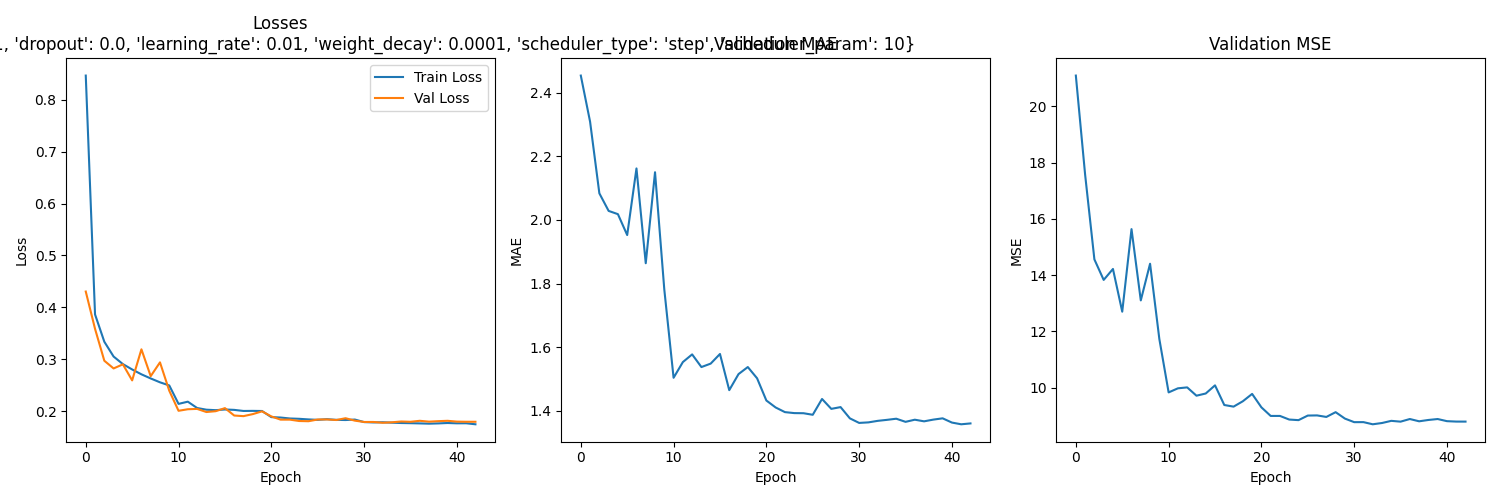 Losses
, 'dropout': 0.0, 'learning_rate': 0.01, 'weight_decay': 0.0001, 'scheduler_type': 'step', 'scheduler_param': 10}
Validation MAE
Validation MSE
Train Loss
Val Loss
0.8
0.7
0.6
0.5
0.4
0.3
0.2
Loss
0 10 20 30 40
Epoch
2.4
2.2
2.0
1.8
1.6
1.4
MAE
0 10 20 30 40
Epoch
20
18
16
14
12
10
MSE
0 10 20 30 40
Epoch